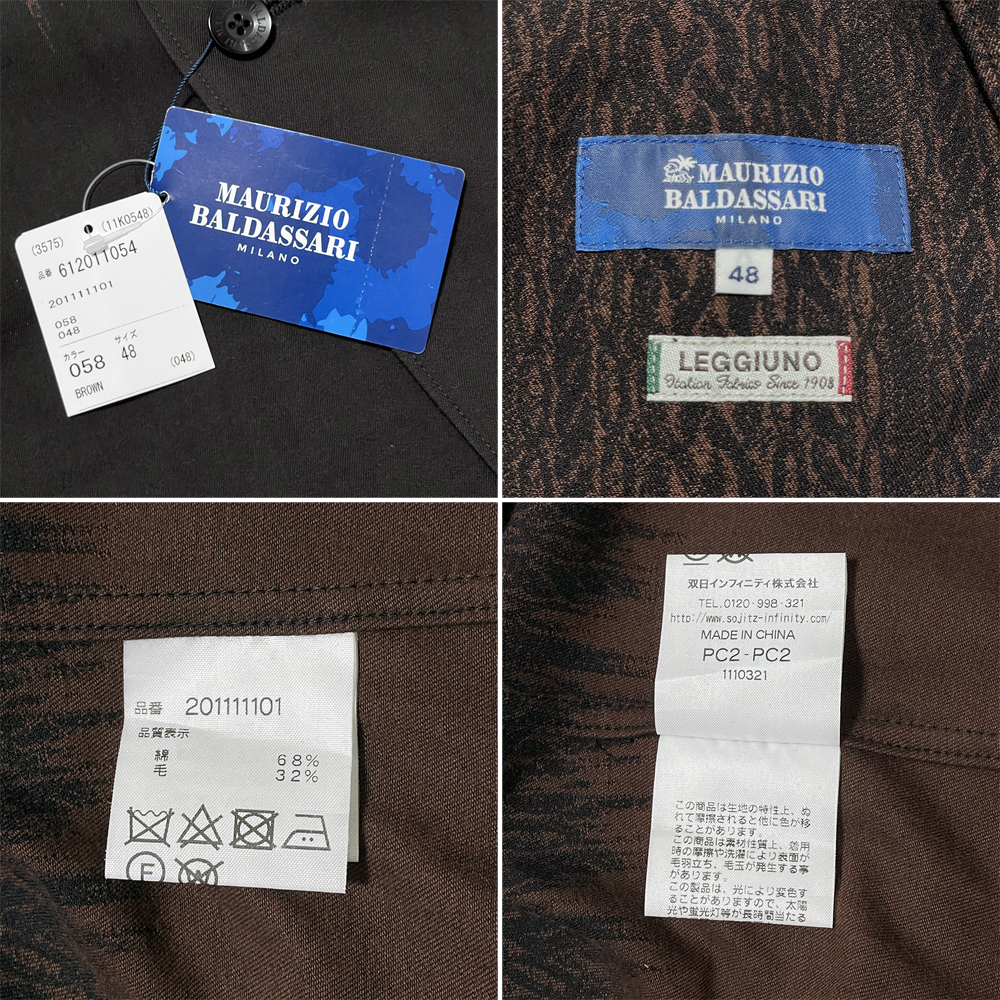 MAURIZIO
BALDASSARI
MILANO
(3575) (11K0548)
品番 612011054
201111101
058
048
カラー サイズ
058 48
(048)
BROWN
MAURIZIO
BALDASSARI
MILANO
48
LEGGIUNO
Italian Fabrics Since 1908
品番 201111101
品質表示
綿 68%
毛 32%
F
W
W
双日インフィニティ株式会社
TEL.0120-998-321
http://www.sojitz-infinity.com/
MADE IN CHINA
PC2-PC2
1110321
この商品は生地の特性上、ぬ
れて摩擦されると他に色が移
ることがあります。
この商品は素材性質上、着用
時の摩擦や洗濯により表面が
毛羽立ち、毛玉が発生する事
があります。
この製品は、光により変色す
ることがありますので、太陽
光や蛍光灯等が長時間当たる